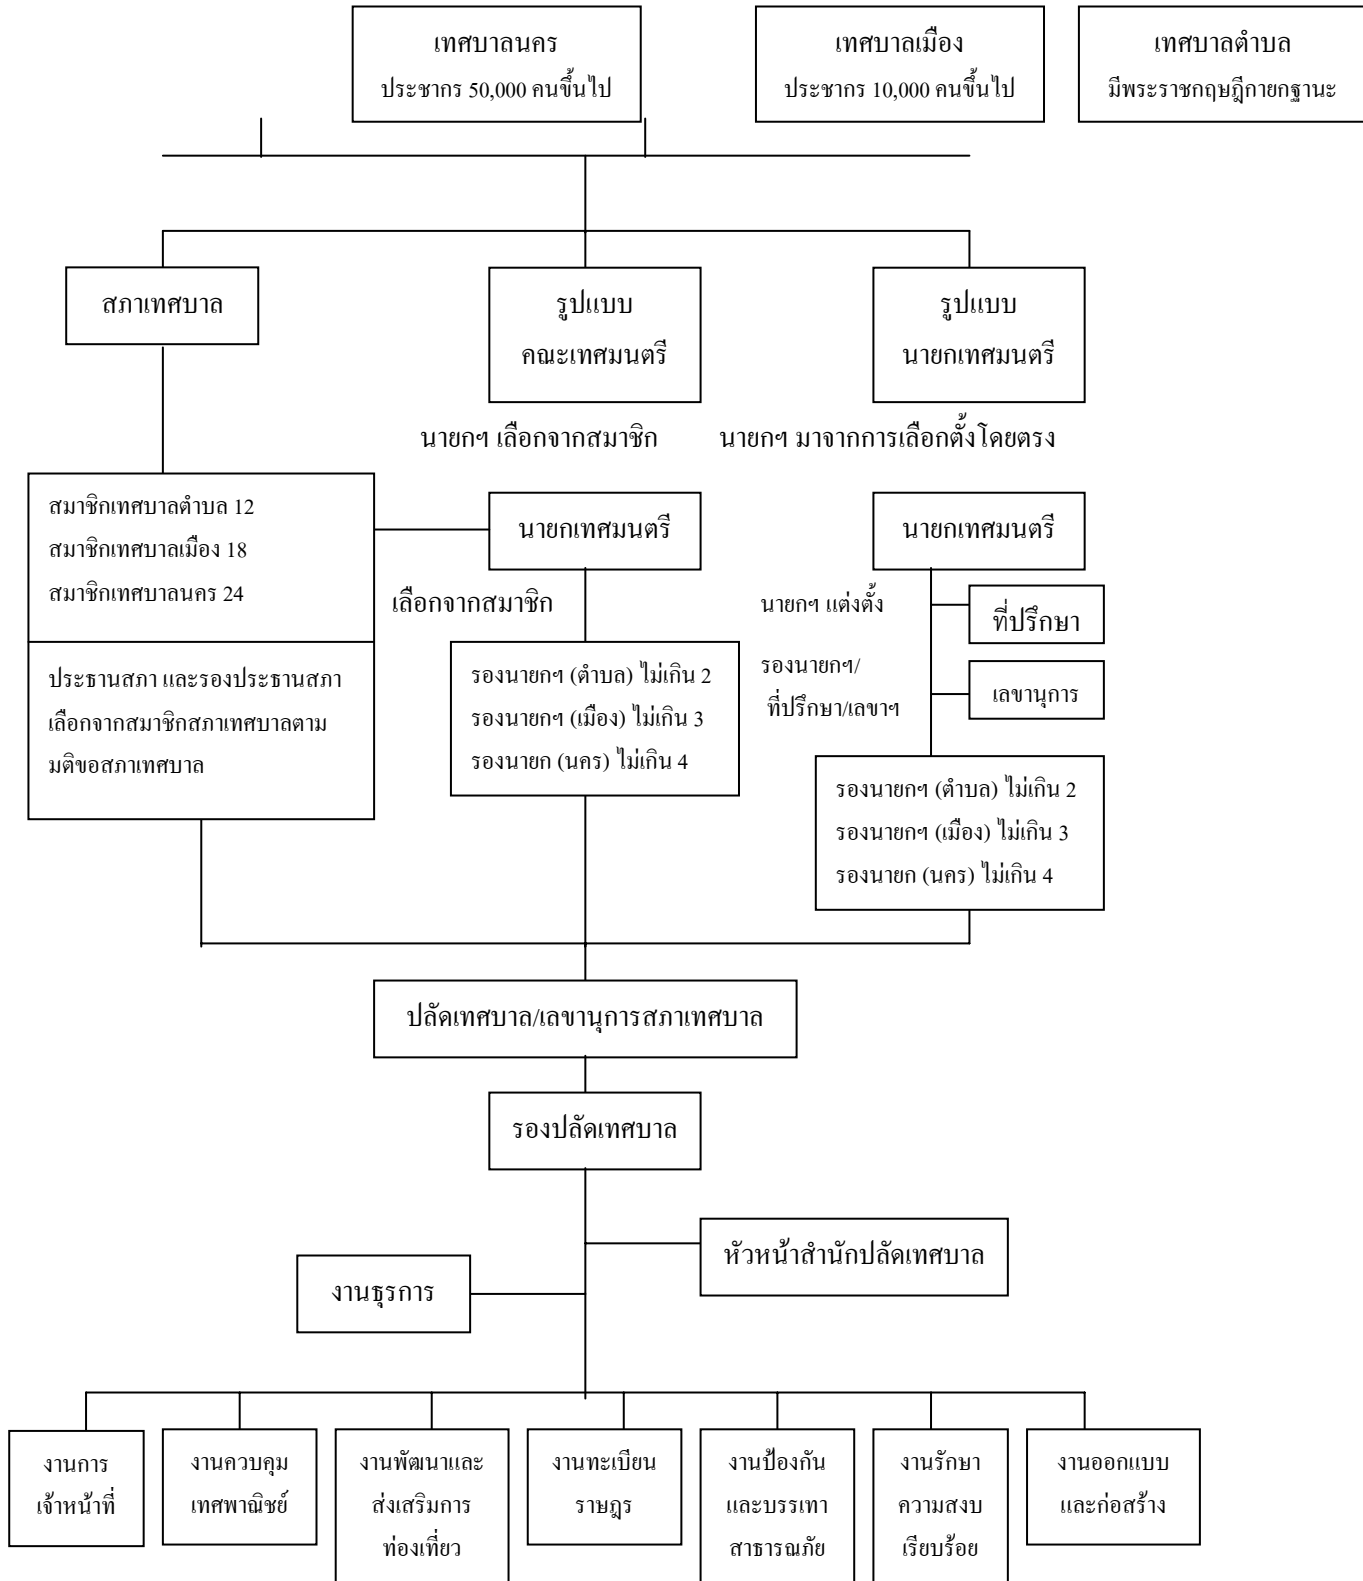 เทศบาลนคร
ประชากร 50,000 คนขึ้นไป
เทศบาลเมือง
ประชากร 10,000 คนขึ้นไป
เทศบาลตำบล
มีพระราชกฤษฎีกายกฐานะ
สภาเทศบาล
รูปแบบ
คณะเทศมนตรี
รูปแบบ
นายกเทศมนตรี
นายกฯ เลือกจากสมาชิก
นายกฯ มาจากการเลือกตั้งโดยตรง
สมาชิกเทศบาลตำบล 12
สมาชิกเทศบาลเมือง 18
สมาชิกเทศบาลนคร 24
นายกเทศมนตรี
นายกเทศมนตรี
เลือกจากสมาชิก
นายกฯ แต่งตั้ง
ที่ปรึกษา
ประธานสภา และรองประธานสภา
เลือกจากสมาชิกสภาเทศบาลตาม
มติขอสภาเทศบาล
รองนายกฯ (ตำบล) ไม่เกิน 2
รองนายกฯ (เมือง) ไม่เกิน 3
รองนายก (นคร) ไม่เกิน 4
รองนายกฯ/
ที่ปรึกษา/เลขาฯ
เลขานุการ
รองนายกฯ (ตำบล) ไม่เกิน 2
รองนายกฯ (เมือง) ไม่เกิน 3
รองนายก (นคร) ไม่เกิน 4
ปลัดเทศบาล/เลขานุการสภาเทศบาล
รองปลัดเทศบาล
หัวหน้าสำนักปลัดเทศบาล
งานธุรการ
งานการ
เจ้าหน้าที่
งานควบคุม
เทศพาณิชย์
งานพัฒนาและ
ส่งเสริมการ
ท่องเที่ยว
งานทะเบียน
ราษฎร
งานป้องกัน
และบรรเทา
สาธารณภัย
งานรักษา
ความสงบ
เรียบร้อย
งานออกแบบ
และก่อสร้าง